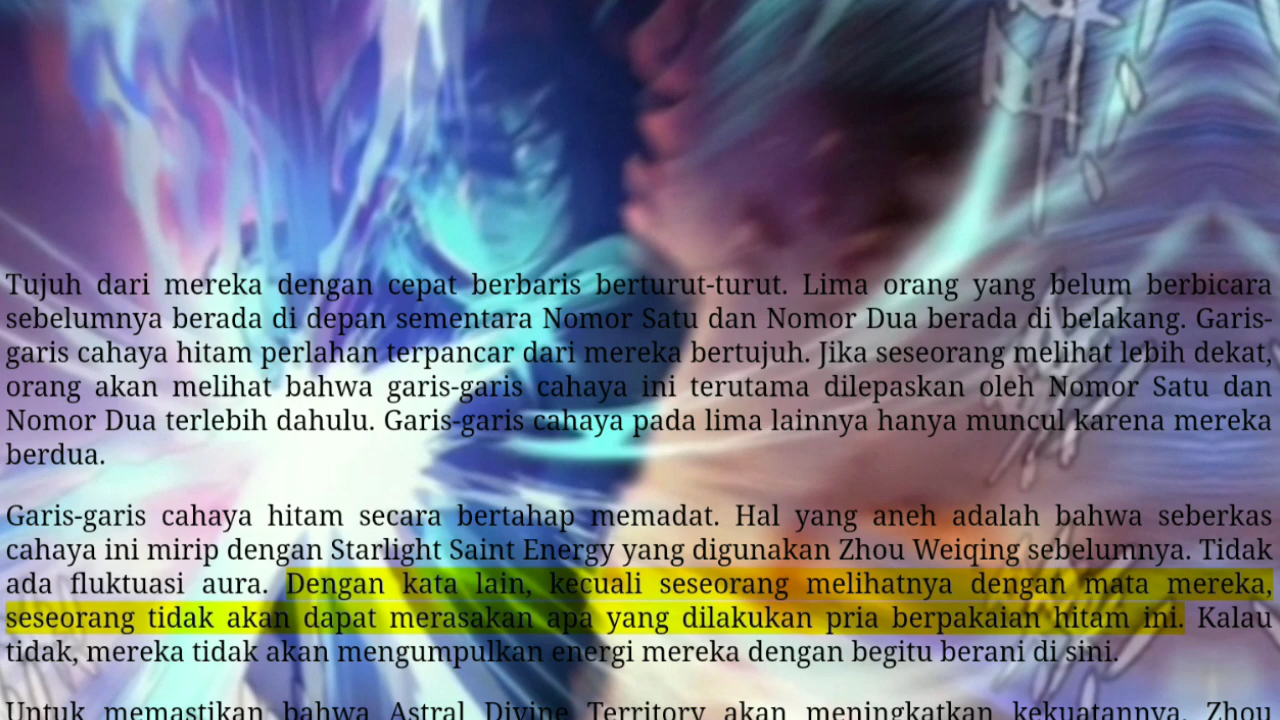 Tujuh dari mereka dengan cepat berbaris berturut-turut. Lima orang yang belum berbicara
sebelumnya berada di depan sementara Nomor Satu dan Nomor Dua berada di belakang. Garis-
garis cahaya hitam perlahan terpancar dari mereka bertujuh. Jika seseorang melihat lebih dekat,
orang akan melihat bahwa garis-garis cahaya ini terutama dilepaskan oleh Nomor Satu dan
Nomor Dua terlebih dahulu. Garis-garis cahaya pada lima lainnya hanya muncul karena mereka
berdua.
Garis-garis cahaya hitam secara bertahap memadat. Hal yang aneh adalah bahwa seberkas
cahaya ini mirip dengan Starlight Saint Energy yang digunakan Zhou Weiqing sebelumnya. Tidak
ada fluktuasi aura. Dengan kata lain, kecuali seseorang melihatnya dengan mata mereka,
seseorang tidak akan dapat merasakan apa yang dilakukan pria berpakaian hitam ini. Kalau
tidak, mereka tidak akan mengumpulkan energi mereka dengan begitu berani di sini.
Untuk memastikan bahwa Astral Divine Territory akan meningkatkan kekuatannya, Zhou